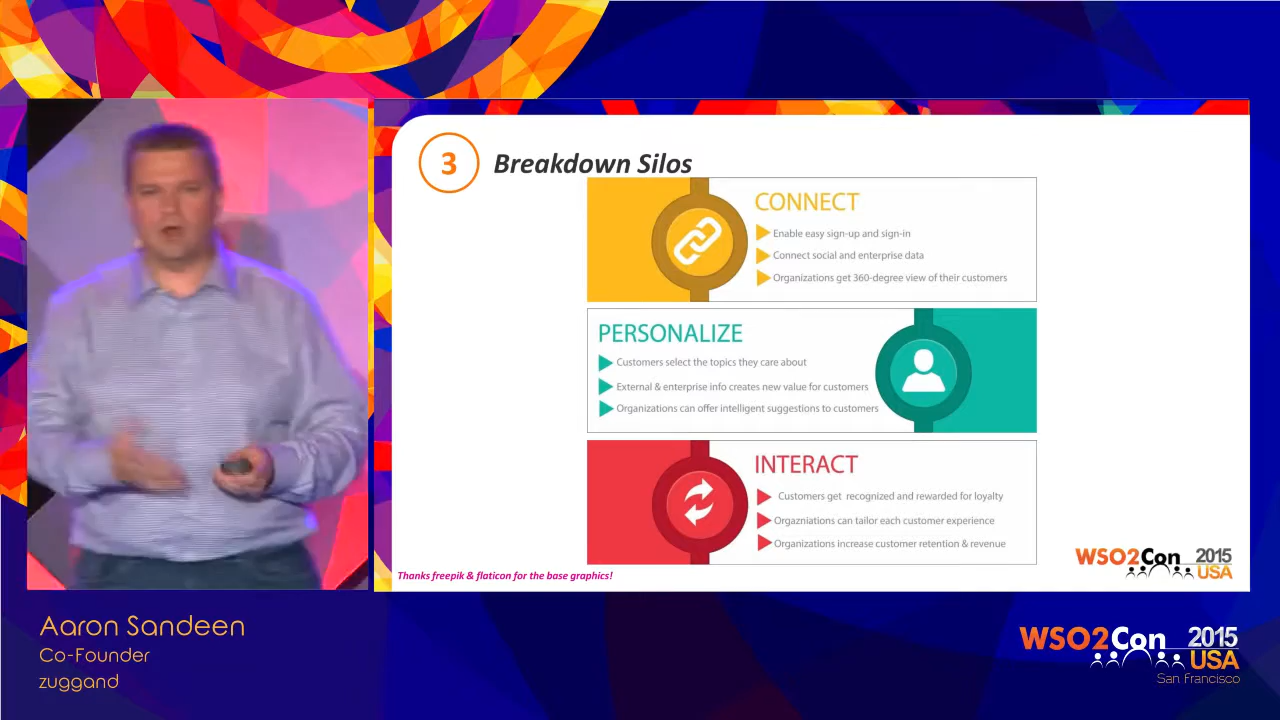 3
Breakdown Silos
CONNECT
Enable easy sign-up and sign-in
Connect social and enterprise data
Organizations get 360-degree view of their customers
PERSONALIZE
Customers select the topics they care about
External & enterprise info creates new value for customers
Organizations can offer intelligent suggestions to customers
INTERACT
Customers get recognized and rewarded for loyalty
Orgazniations can tailor each customer experience
Organizations increase customer retention & revenue
Thanks freepik & flaticon for the base graphics!
WSO2Con 2015
USA
Aaron Sandeen
Co-Founder
zuggand
WSO2Con 2015
USA
San Francisco